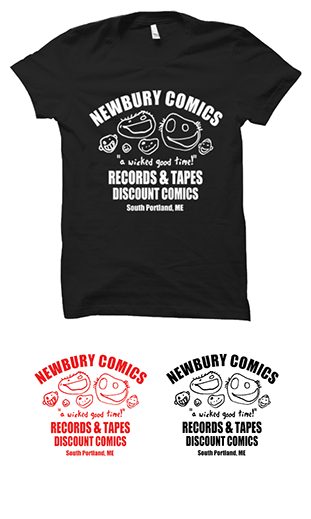 NEWBURY COMICS
"a wicked good time!"
RECORDS & TAPES
DISCOUNT COMICS
South Portland, ME
NEWBURY COMICS
"a wicked good time!"
RECORDS & TAPES
DISCOUNT COMICS
South Portland, ME
NEWBURY COMICS
"a wicked good time!"
RECORDS & TAPES
DISCOUNT COMICS
South Portland, ME